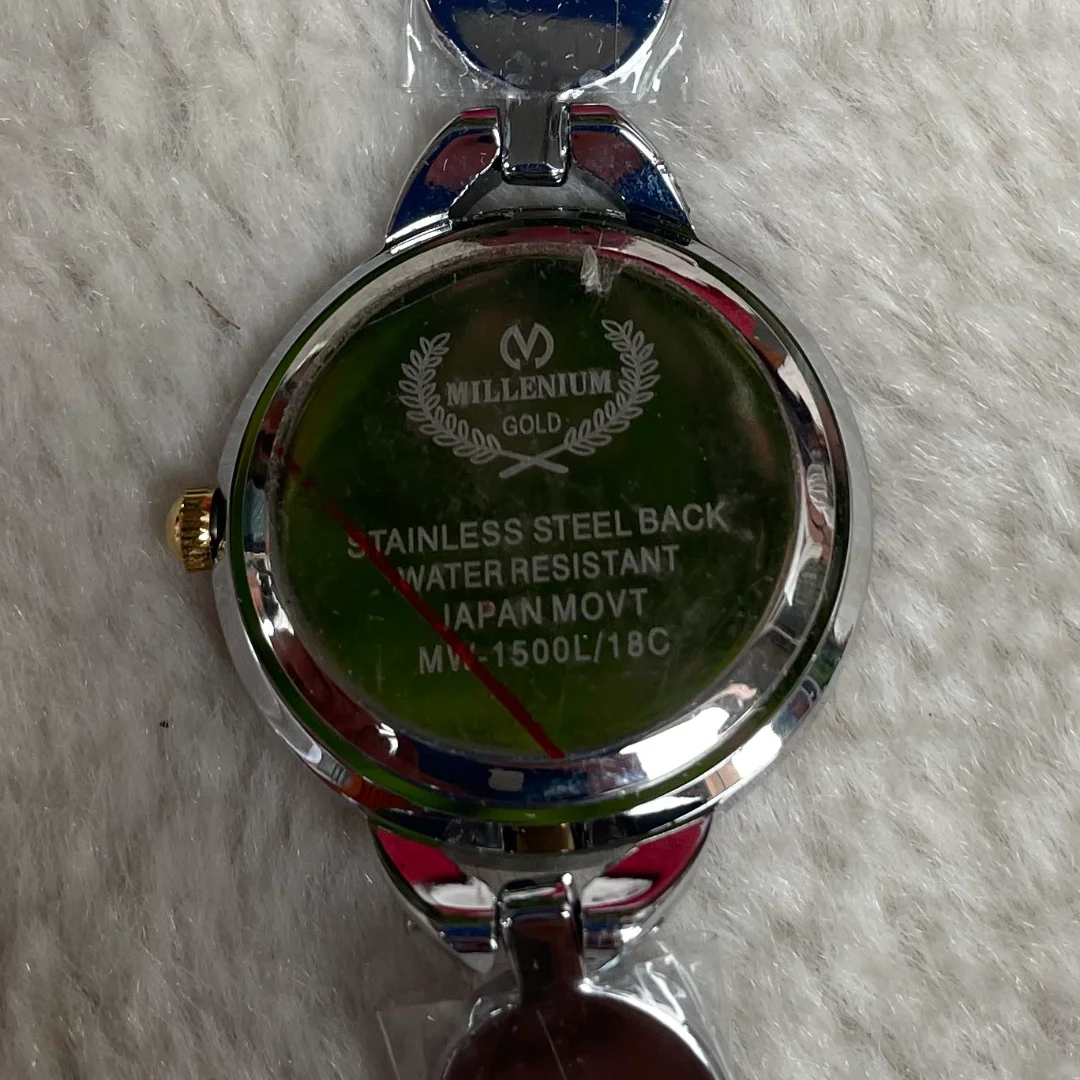 MILLENIUM
GOLD
STAINLESS STEEL BACK
WATER RESISTANT
JAPAN MOVT
MW-1500L/18C